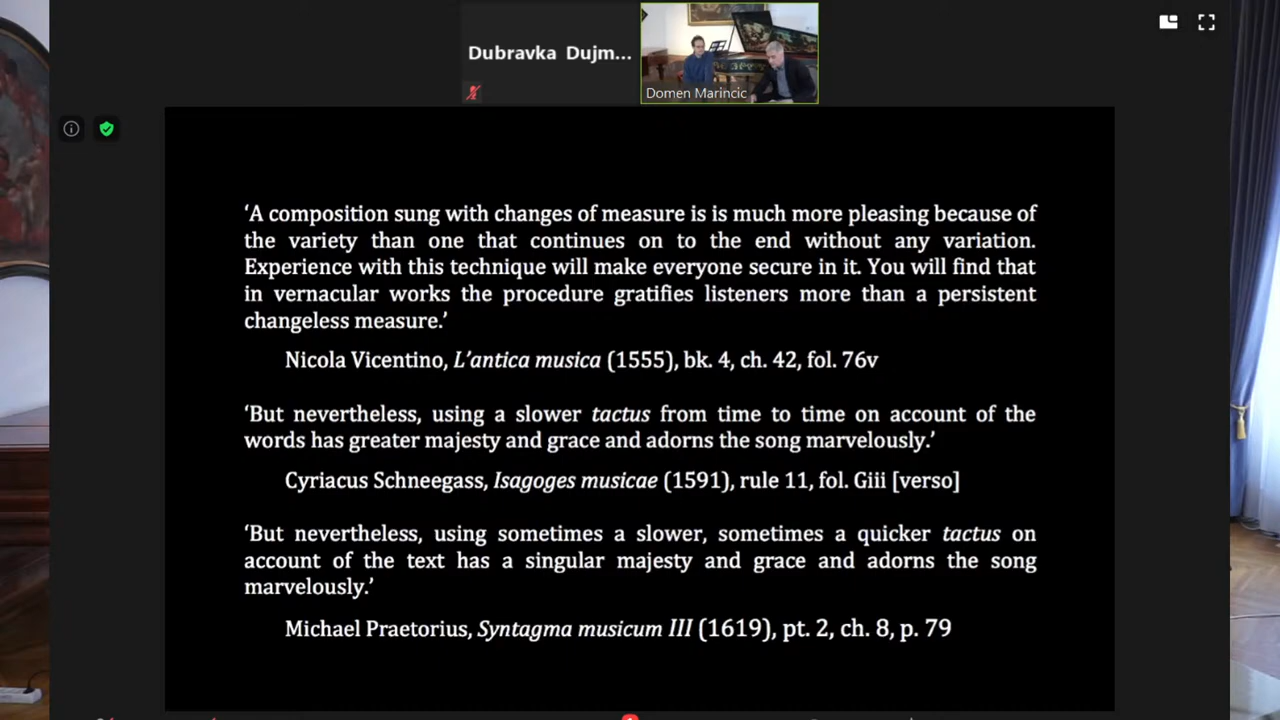 Dubravka Dujm...
Domen Marincic
‘A composition sung with changes of measure is is much more pleasing because of
the variety than one that continues on to the end without any variation.
Experience with this technique will make everyone secure in it. You will find that
in vernacular works the procedure gratifies listeners more than a persistent
changeless measure.’
Nicola Vicentino, L’antica musica (1555), bk. 4, ch. 42, fol. 76v
‘But nevertheless, using a slower tactus from time to time on account of the
words has greater majesty and grace and adorns the song marvelously.’
Cyriacus Schneegass, Isagoges musicae (1591), rule 11, fol. Giii [verso]
‘But nevertheless, using sometimes a slower, sometimes a quicker tactus on
account of the text has a singular majesty and grace and adorns the song
marvelously.’
Michael Praetorius, Syntagma musicum III (1619), pt. 2, ch. 8, p. 79